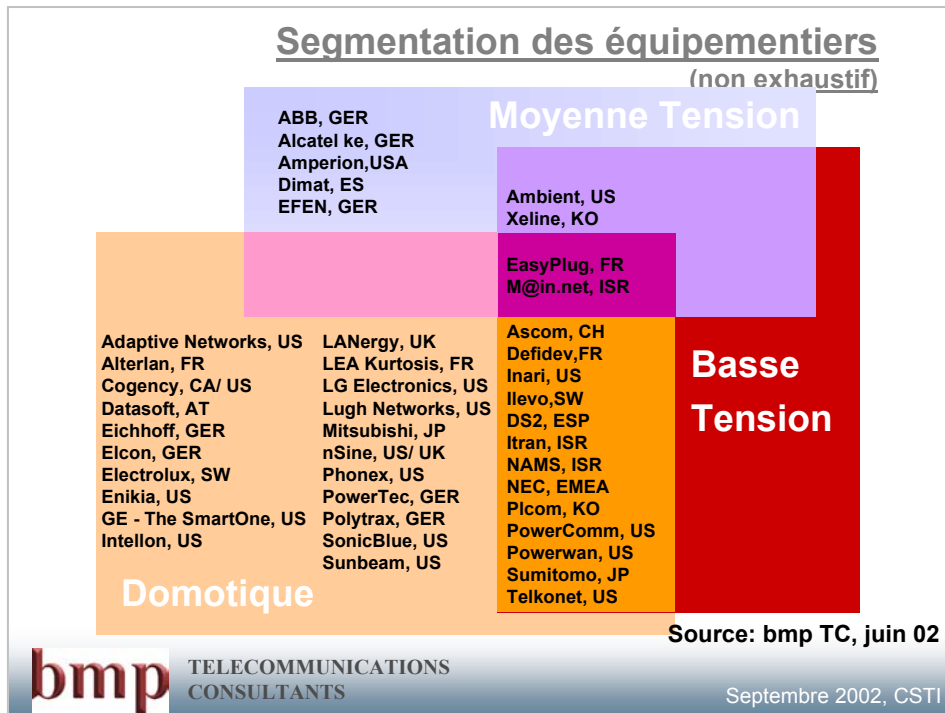 Segmentation des équipementiers
(non exhaustif)
Moyenne Tension
ABB, GER
Alcatel ke, GER
Amperion,USA
Dimat, ES
EFEN, GER
Ambient, US
Xeline, KO
EasyPlug, FR
M@in.net, ISR
Adaptive Networks, US
Alterlan, FR
Cogency, CA/ US
Datasoft, AT
Eichhoff, GER
Elcon, GER
Electrolux, SW
Enikia, US
GE - The SmartOne, US
Intellon, US
LANergy, UK
LEA Kurtosis, FR
LG Electronics, US
Lugh Networks, US
Mitsubishi, JP
nSine, US/ UK
Phonex, US
PowerTec, GER
Polytrax, GER
SonicBlue, US
Sunbeam, US
Ascom, CH
Defidev,FR
Inari, US
Ilevo,SW
DS2, ESP
Itran, ISR
NAMS, ISR
NEC, EMEA
Plcom, KO
PowerComm, US
Powerwan, US
Sumitomo, JP
Telkonet, US
Basse
Tension
Domotique
Source: bmp TC, juin 02
bmp
TELECOMMUNICATIONS
CONSULTANTS
Septembre 2002, CSTI